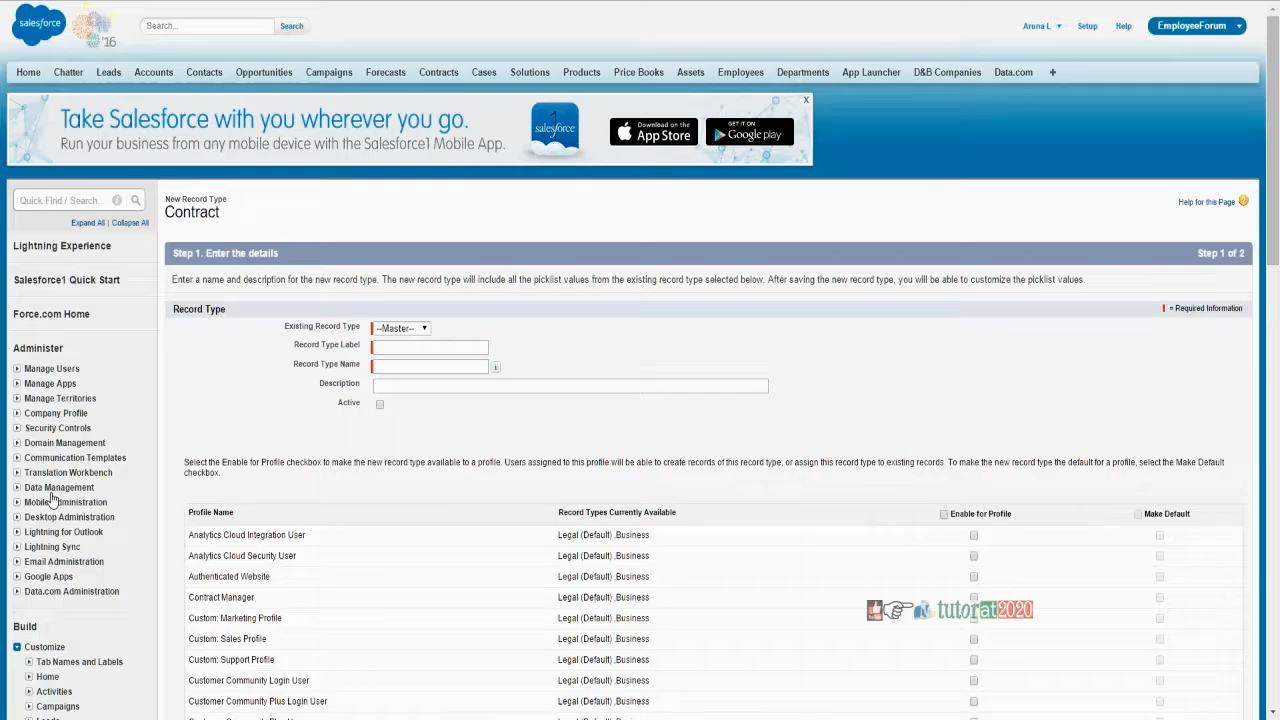 salesforce
'16
Search...
Search
Aruna L
Setup
Help
EmployeeForum
Home Chatter Leads Accounts Contacts Opportunities Campaigns Forecasts Contracts Cases Solutions Products Price Books Assets Employees Departments App Launcher D&B Companies Data.com +
Take Salesforce with you wherever you go.
Run your business from any mobile device with the Salesforce1 Mobile App.
1
salesforce
Download on the
App Store
GET IT ON
Google play
X
Quick Find / Search...
Expand All | Collapse All
Lightning Experience
Salesforce1 Quick Start
Force.com Home
Administer
Manage Users
Manage Apps
Manage Territories
Company Profile
Security Controls
Domain Management
Communication Templates
Translation Workbench
Data Management
Mobile Administration
Desktop Administration
Lightning for Outlook
Lightning Sync
Email Administration
Google Apps
Data.com Administration
Build
Customize
Tab Names and Labels
Home
Activities
Campaigns
Leads
New Record Type
Contract
Help for this Page
Step 1. Enter the details
Step 1 of 2
Enter a name and description for the new record type. The new record type will include all the picklist values from the existing record type selected below. After saving the new record type, you will be able to customize the picklist values.
Record Type
= Required Information
Existing Record Type --Master--
Record Type Label
Record Type Name
Description
Active
Select the Enable for Profile checkbox to make the new record type available to a profile. Users assigned to this profile will be able to create records of this record type, or assign this record type to existing records. To make the new record type the default for a profile, select the Make Default
checkbox.
Profile Name Record Types Currently Available Enable for Profile Make Default
Analytics Cloud Integration User Legal (Default) ,Business
Analytics Cloud Security User Legal (Default) ,Business
Authenticated Website Legal (Default) ,Business
Contract Manager Legal (Default) ,Business
Custom: Marketing Profile Legal (Default) ,Business
Custom: Sales Profile Legal (Default) ,Business
Custom: Support Profile Legal (Default) ,Business
Customer Community Login User Legal (Default) ,Business
Customer Community Plus Login User Legal (Default) ,Business
tutorat2020